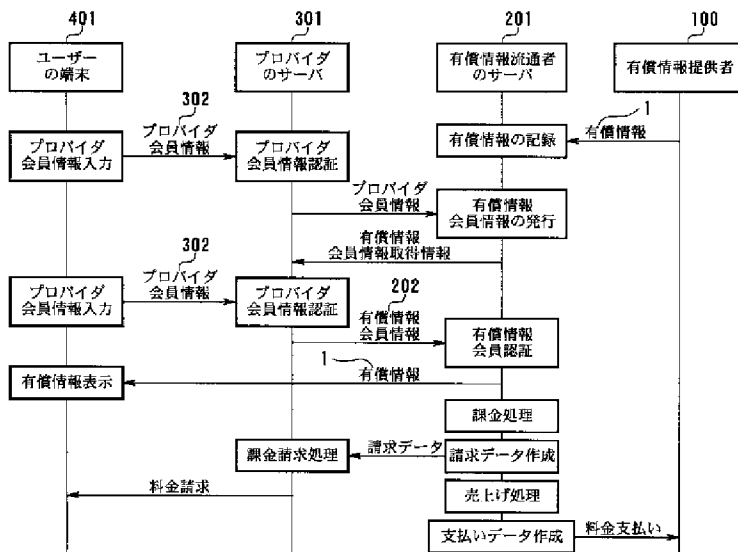 401
301
201
100
ユーザー
の端末
プロバイダ
のサーバ
有償情報流通者
のサーバ
有償情報提供者
302
プロバイダ
会員情報入力
プロバイダ
会員情報
プロバイダ
会員情報認証
有償情報の記録
1
有償情報
プロバイダ
会員情報
有償情報
会員情報の発行
有償情報
会員情報取得情報
302
プロバイダ
会員情報入力
プロバイダ
会員情報
プロバイダ
会員情報認証
202
有償情報
会員情報
有償情報
会員認証
1
有償情報表示
有償情報
課金処理
課金請求処理
請求データ
請求データ作成
料金請求
売上げ処理
支払いデータ作成
料金支払い